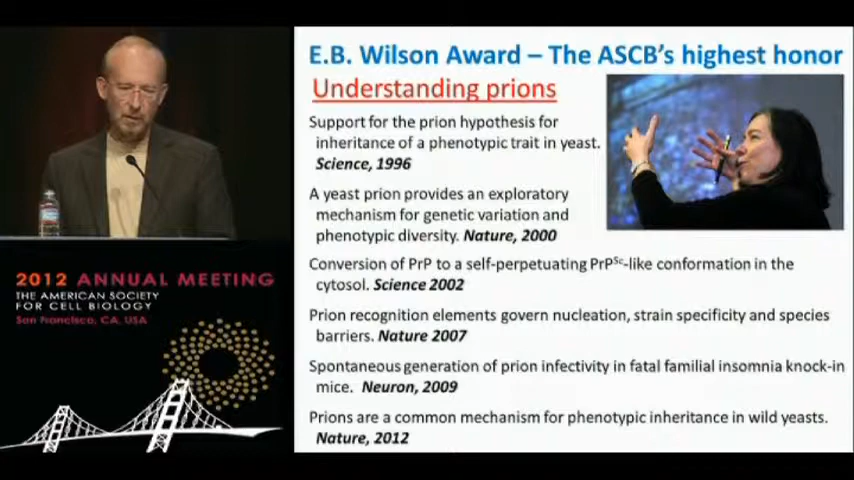 E.B. Wilson Award – The ASCB's highest honor
Understanding prions
Support for the prion hypothesis for
inheritance of a phenotypic trait in yeast.
Science, 1996
A yeast prion provides an exploratory
mechanism for genetic variation and
phenotypic diversity. Nature, 2000
Conversion of PrP to a self-perpetuating PrPSc-like conformation in the
cytosol. Science 2002
Prion recognition elements govern nucleation, strain specificity and species
barriers. Nature 2007
Spontaneous generation of prion infectivity in fatal familial insomnia knock-in
mice. Neuron, 2009
Prions are a common mechanism for phenotypic inheritance in wild yeasts.
Nature, 2012
2012 ANNUAL MEETING
THE AMERICAN SOCIETY
FOR CELL BIOLOGY
San Francisco, CA, USA